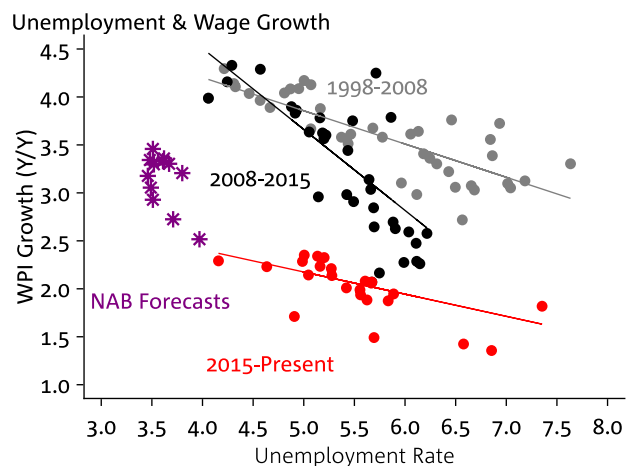 Unemployment & Wage Growth
WPI Growth (Y/Y)
4.5
4.0
3.5
3.0
2.5
2.0
1.5
1.0
1998-2008
2008-2015
NAB Forecasts
2015-Present
3.0 3.5 4.0 4.5 5.0 5.5 6.0 6.5 7.0 7.5 8.0
Unemployment Rate